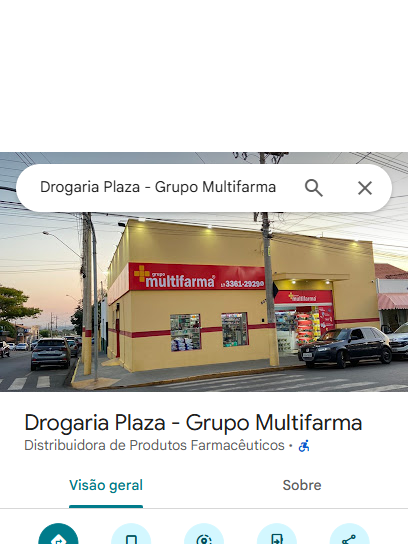 Drogaria Plaza - Grupo Multifarma
grupo
multifarma
3361-2929
multifarma
Drogaria Plaza - Grupo Multifarma
Distribuidora de Produtos Farmacêuticos •
Visão geral
Sobre